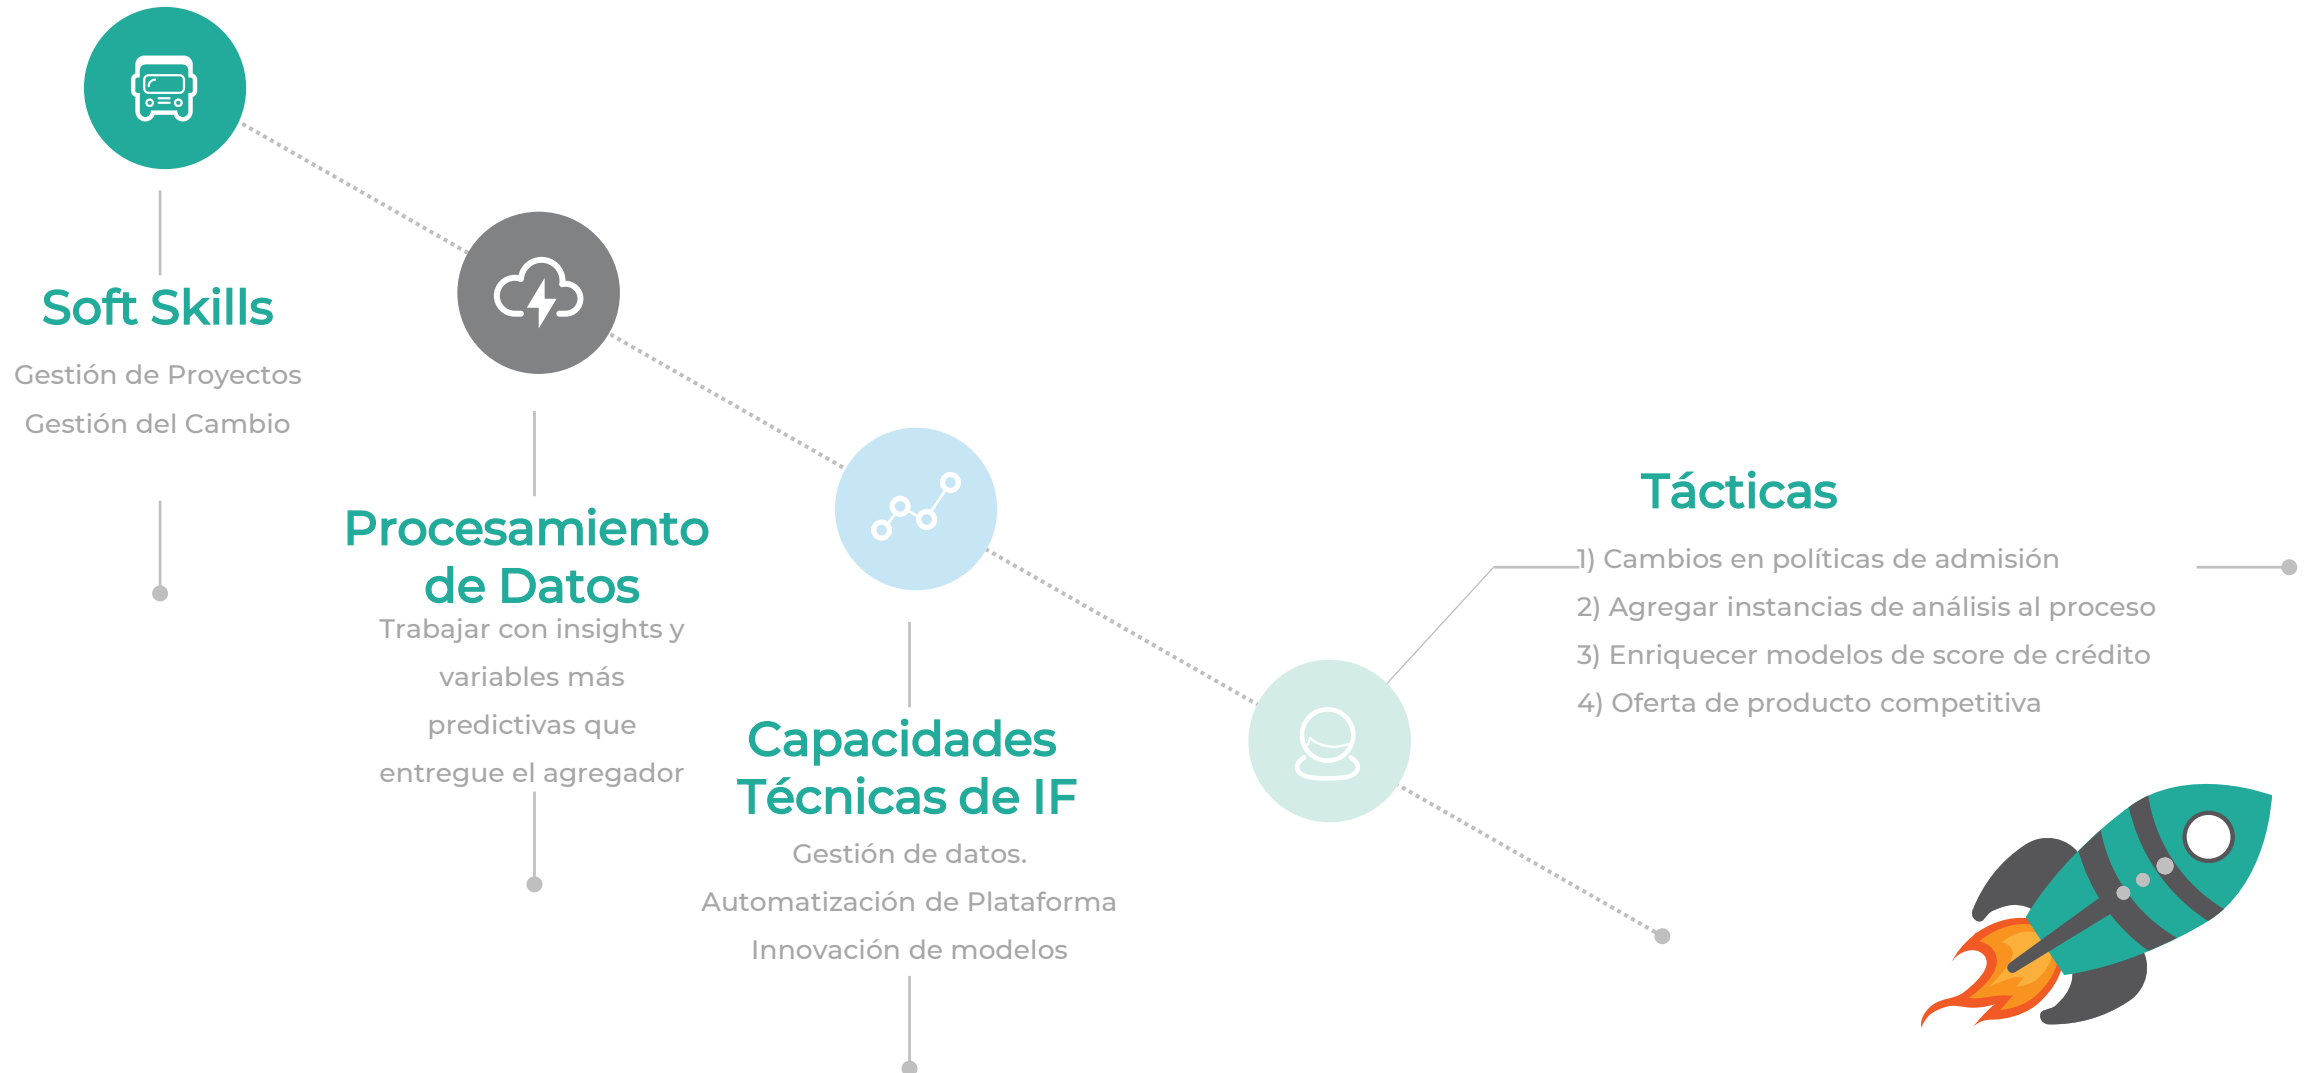 Soft Skills
Gestión de Proyectos
Gestión del Cambio
Procesamiento
de Datos
Trabajar con insights y
variables más
predictivas que
entregue el agregador
Capacidades
Técnicas de IF
Gestión de datos.
Automatización de Plataforma
Innovación de modelos
Tácticas
1) Cambios en políticas de admisión
2) Agregar instancias de análisis al proceso
3) Enriquecer modelos de score de crédito
4) Oferta de producto competitiva